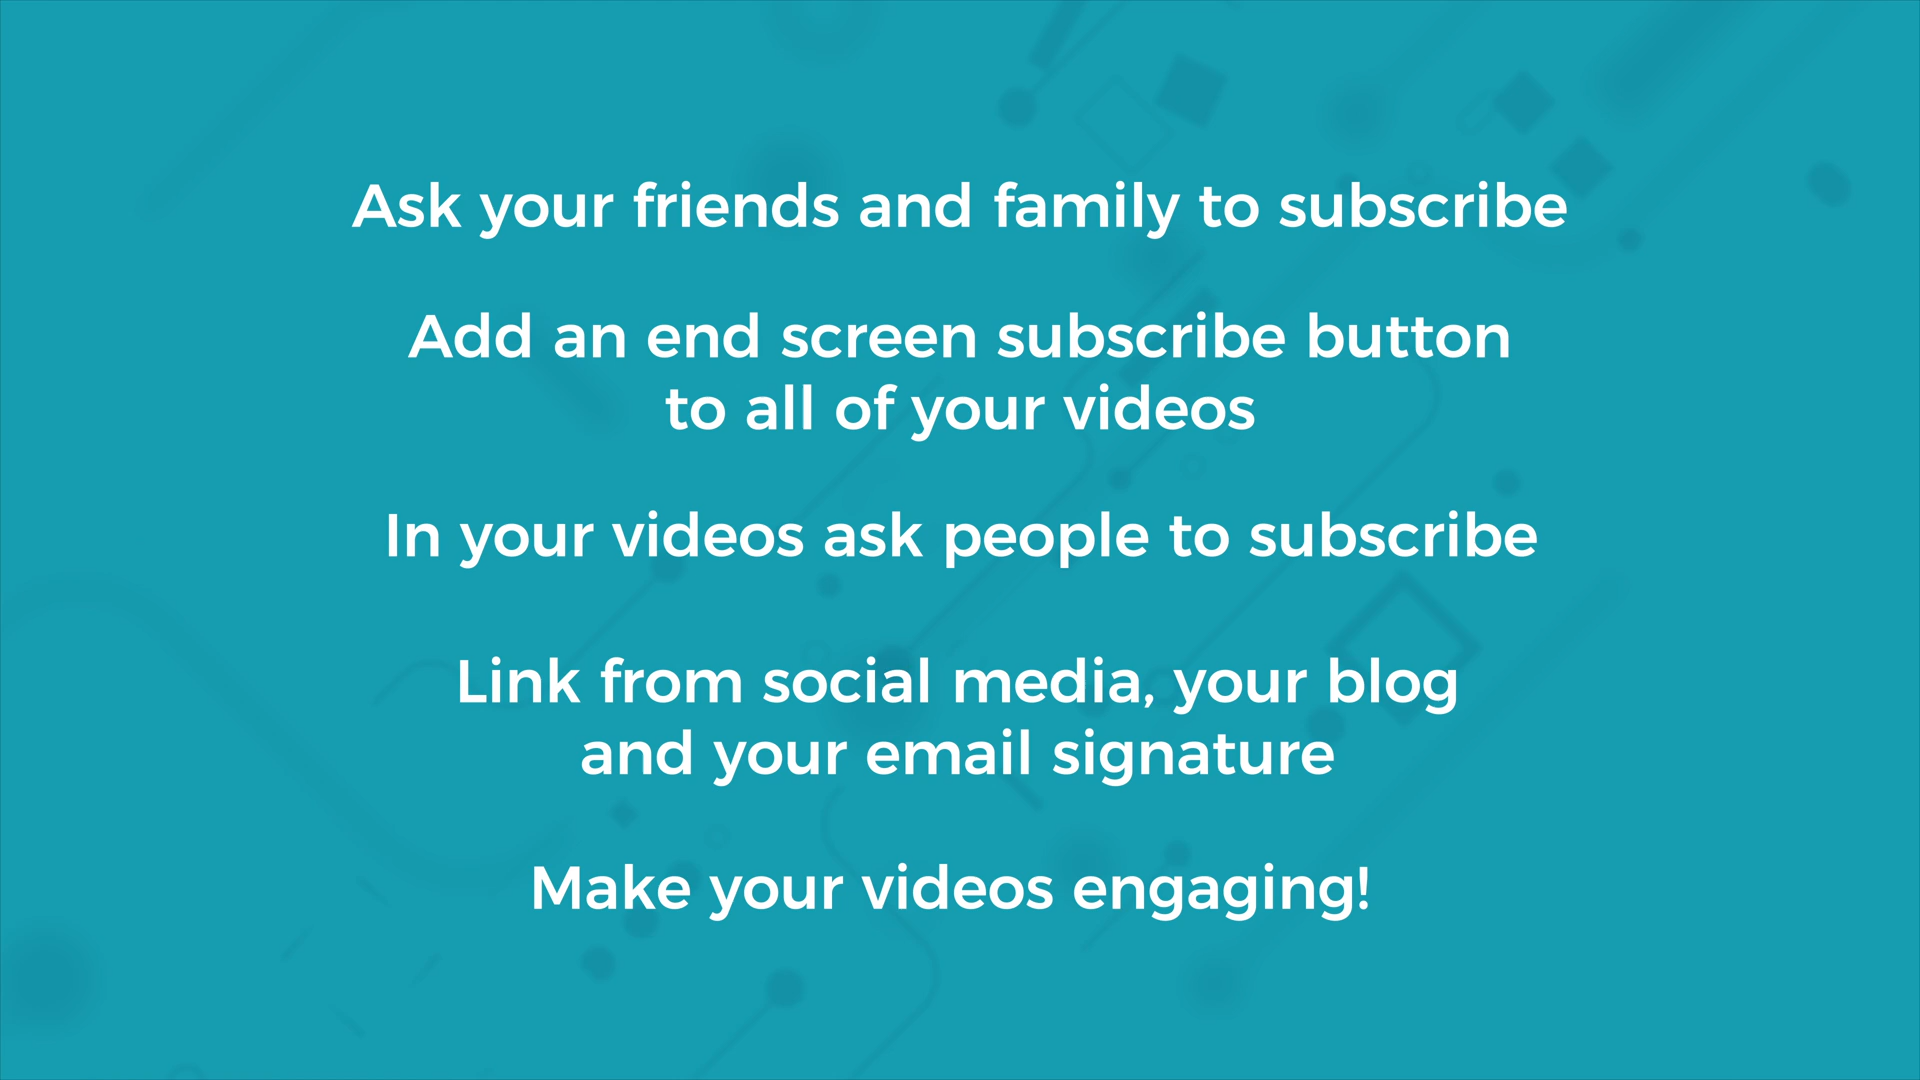 Ask your friends and family to subscribe
Add an end screen subscribe button
to all of your videos
In your videos ask people to subscribe
Link from social media, your blog
and your email signature
Make your videos engaging!